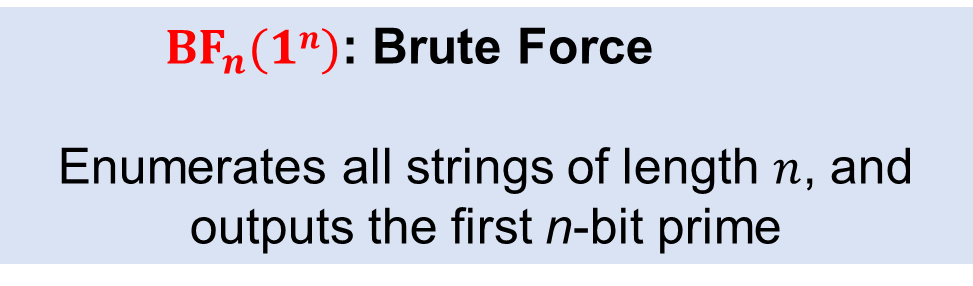 BFₙ(1ⁿ): Brute Force
Enumerates all strings of length n, and
outputs the first n-bit prime